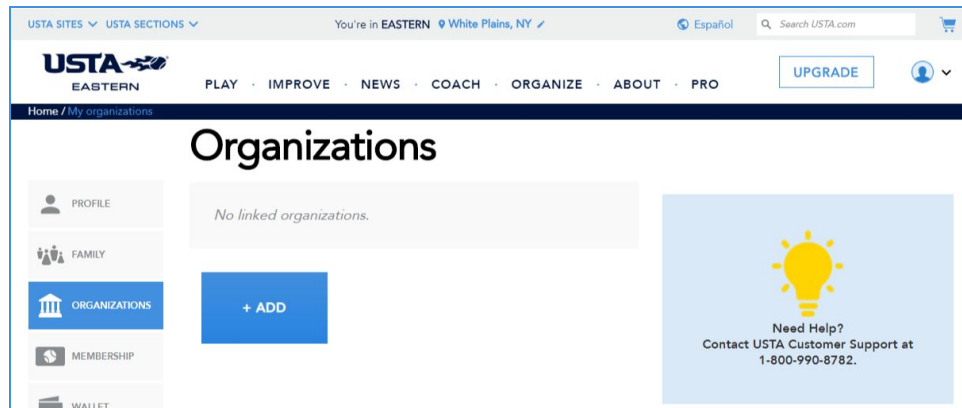 USTA SITES USTA SECTIONS You're in EASTERN White Plains, NY Español Search USTA.com
USTA
EASTERN
PLAY · IMPROVE · NEWS · COACH · ORGANIZE · ABOUT · PRO
UPGRADE
Home / My organizations
Organizations
PROFILE
FAMILY
ORGANIZATIONS
MEMBERSHIP
WALLET
No linked organizations.
+ ADD
Need Help?
Contact USTA Customer Support at
1-800-990-8782.